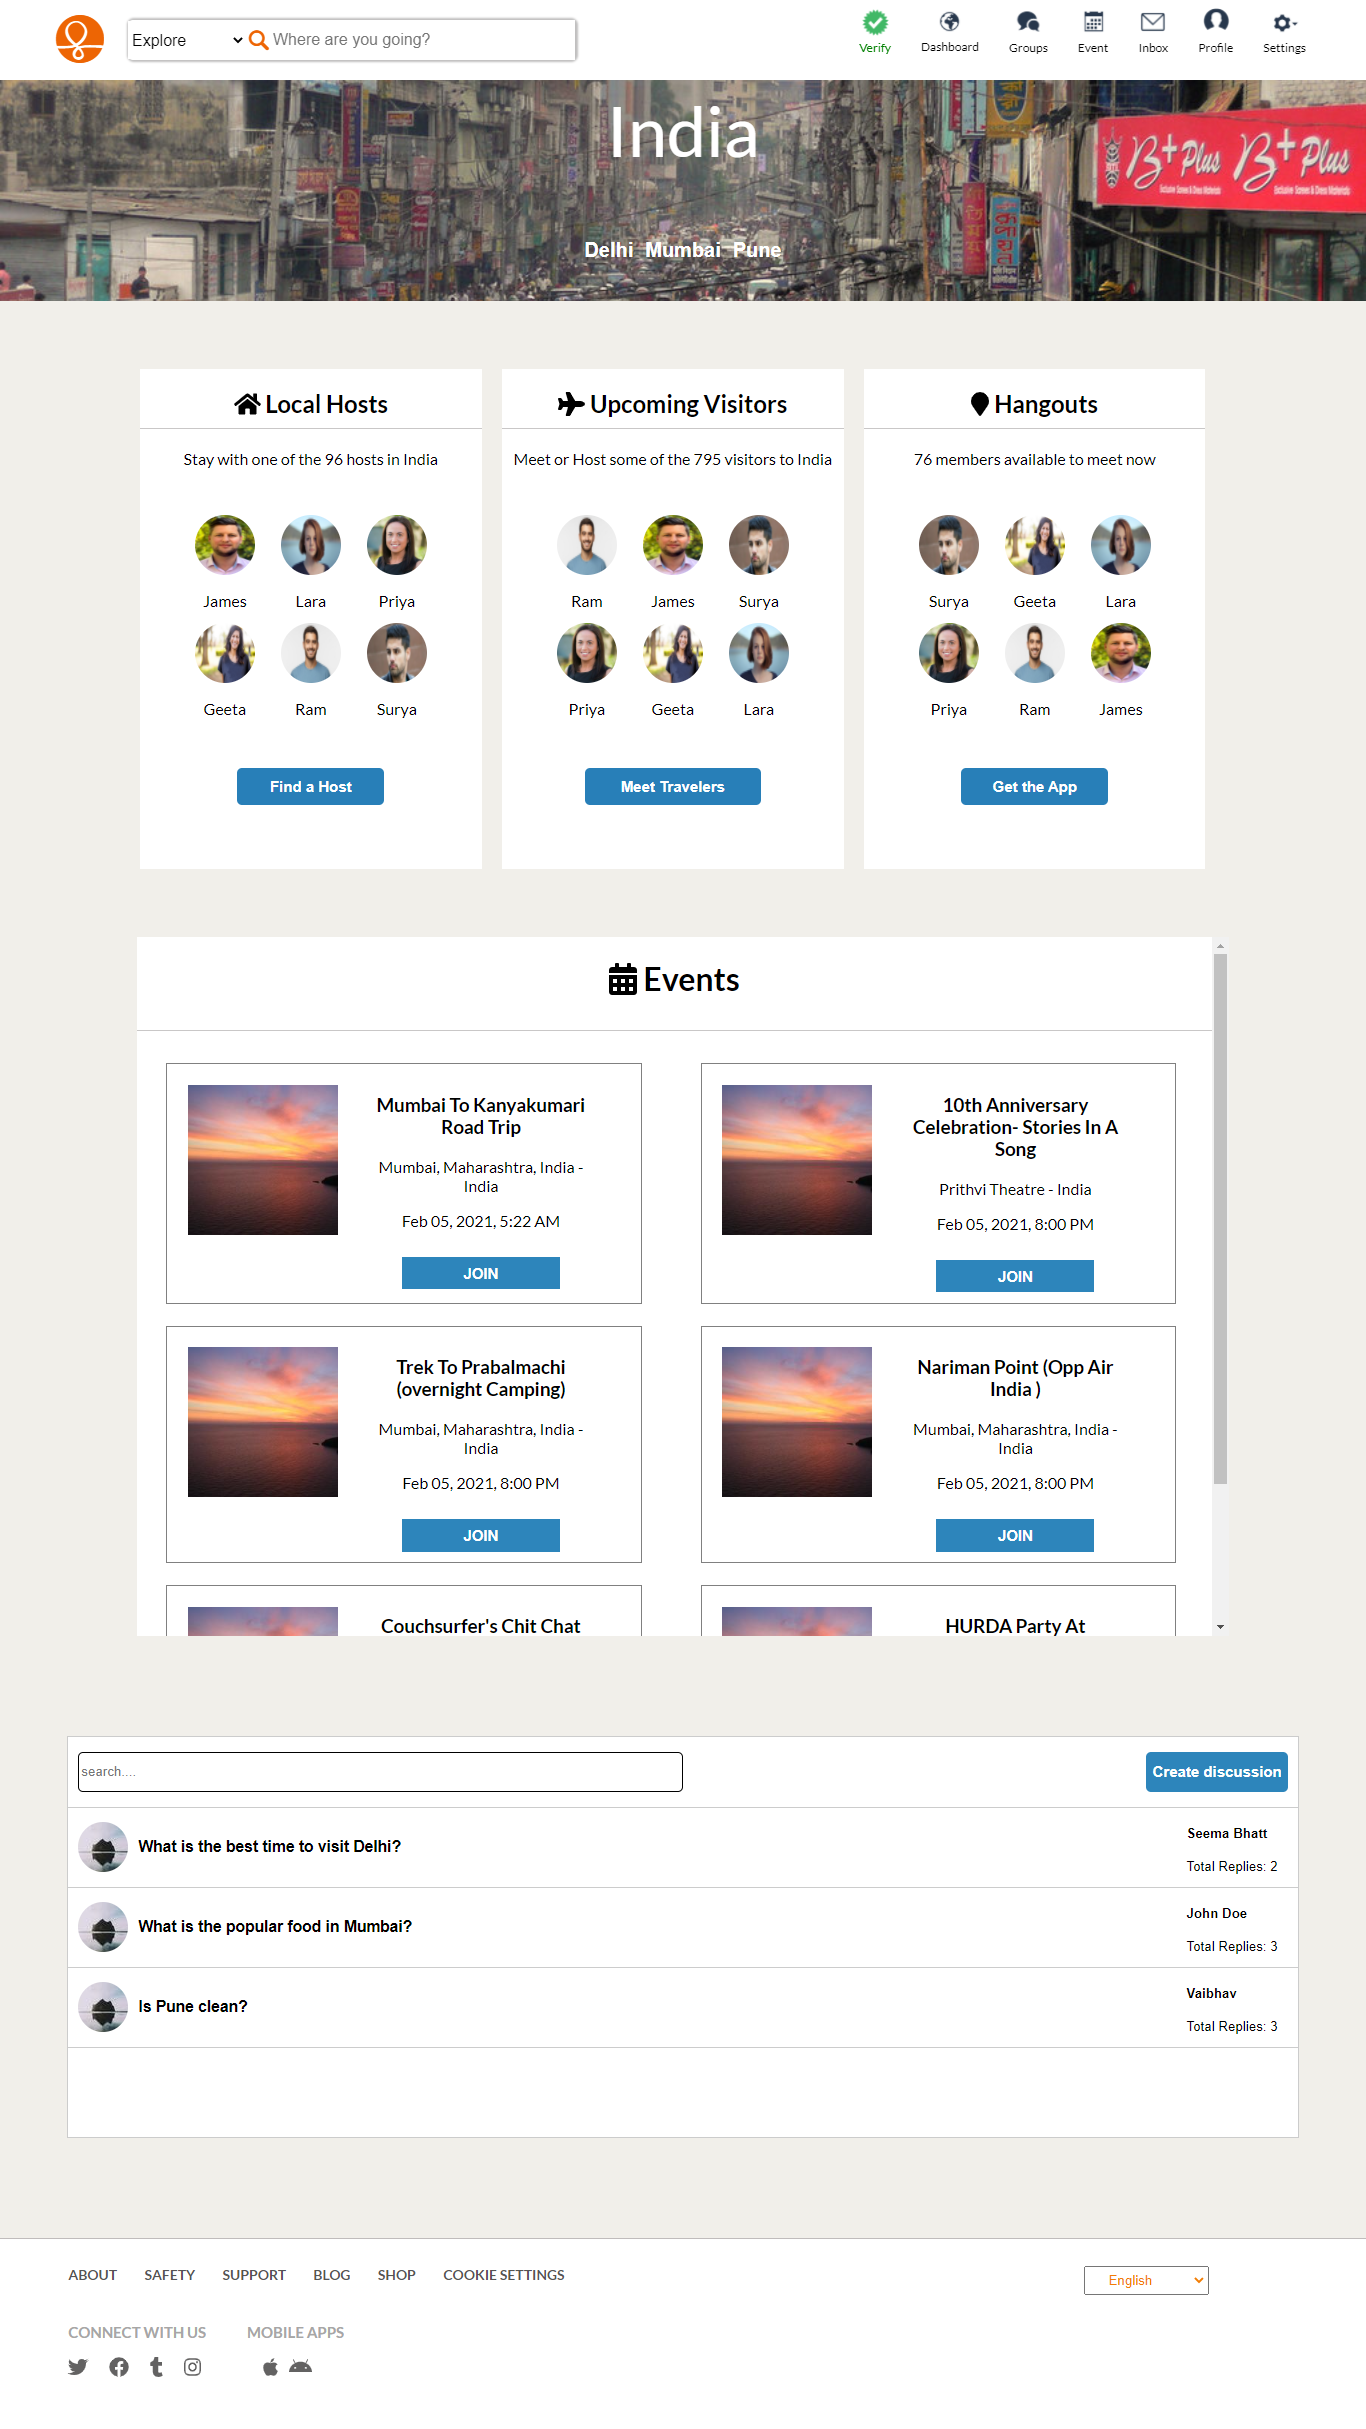 Explore
Where are you going?
Verify
Dashboard
Groups
Event
Inbox
Profile
Settings
India
B+ Plus B+ Plus
Delhi Mumbai Pune
Local Hosts
Stay with one of the 96 hosts in India
James
Lara
Priya
Geeta
Ram
Surya
Find a Host
Upcoming Visitors
Meet or Host some of the 795 visitors to India
Ram
James
Surya
Priya
Geeta
Lara
Meet Travelers
Hangouts
76 members available to meet now
Surya
Geeta
Lara
Priya
Ram
James
Get the App
Events
Mumbai To Kanyakumari
Road Trip
Mumbai, Maharashtra, India -
India
Feb 05, 2021, 5:22 AM
JOIN
10th Anniversary
Celebration- Stories In A
Song
Prithvi Theatre - India
Feb 05, 2021, 8:00 PM
JOIN
Trek To Prabalmachi
(overnight Camping)
Mumbai, Maharashtra, India -
India
Feb 05, 2021, 8:00 PM
JOIN
Nariman Point (Opp Air
India )
Mumbai, Maharashtra, India -
India
Feb 05, 2021, 8:00 PM
JOIN
Couchsurfer's Chit Chat
HURDA Party At
search....
Create discussion
What is the best time to visit Delhi?
Seema Bhatt
Total Replies: 2
What is the popular food in Mumbai?
John Doe
Total Replies: 3
Is Pune clean?
Vaibhav
Total Replies: 3
ABOUT
SAFETY
SUPPORT
BLOG
SHOP
COOKIE SETTINGS
English
CONNECT WITH US
MOBILE APPS